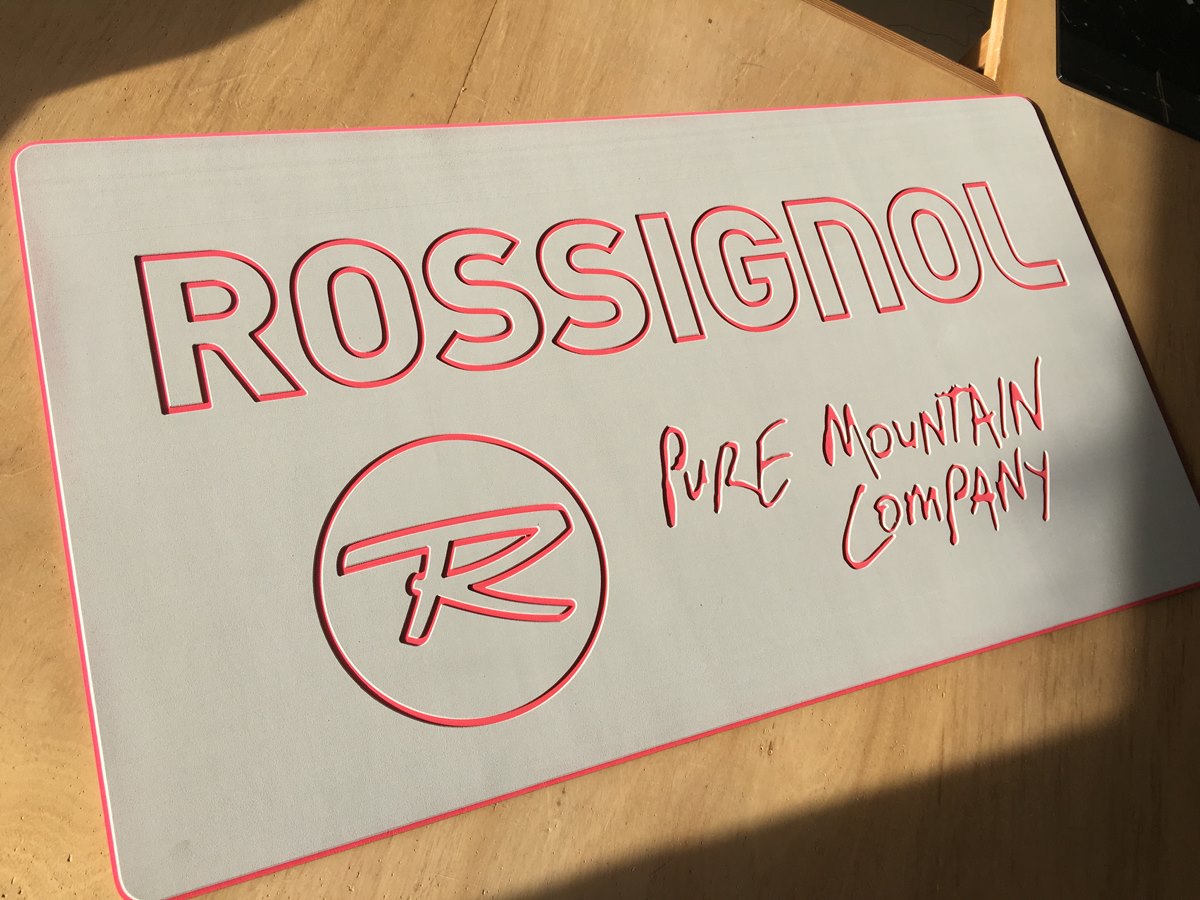 ROSSIGNOL
R
PURE MOUNTAIN
COMPANY